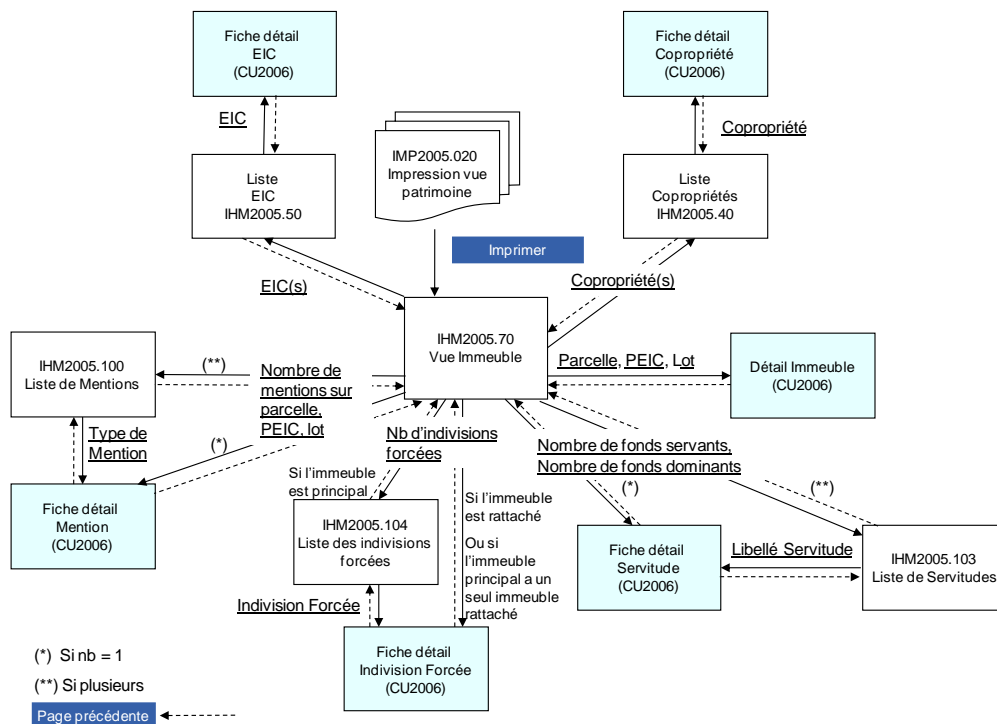 Fiche détail
EIC
(CU2006)
Fiche détail
Copropriété
(CU2006)
EIC
Copropriété
IMP2005.020
Impression vue
patrimoine
Liste
EIC
IHM2005.50
Liste
Copropriétés
IHM2005.40
Imprimer
EIC(s)
Copropriété(s)
IHM2005.70
Vue Immeuble
IHM2005.100
Liste de Mentions
(**)
Nombre de
mentions sur
parcelle,
PEIC, lot
Parcelle, PEIC, Lot
Détail Immeuble
(CU2006)
Type de
Mention
(*)
Nb d'indivisions
forcées
Nombre de fonds servants,
Nombre de fonds dominants
Si l'immeuble
est principal
Si l'immeuble
est rattaché
Ou si
l'immeuble
principal a un
seul immeuble
rattaché
(*)
(**)
Fiche détail
Mention
(CU2006)
IHM2005.104
Liste des indivisions
forcées
Fiche détail
Servitude
(CU2006)
Libellé Servitude
IHM2005.103
Liste de Servitudes
Indivision Forcée
Fiche détail
Indivision Forcée
(CU2006)
(*) Si nb = 1
(**) Si plusieurs
Page précédente